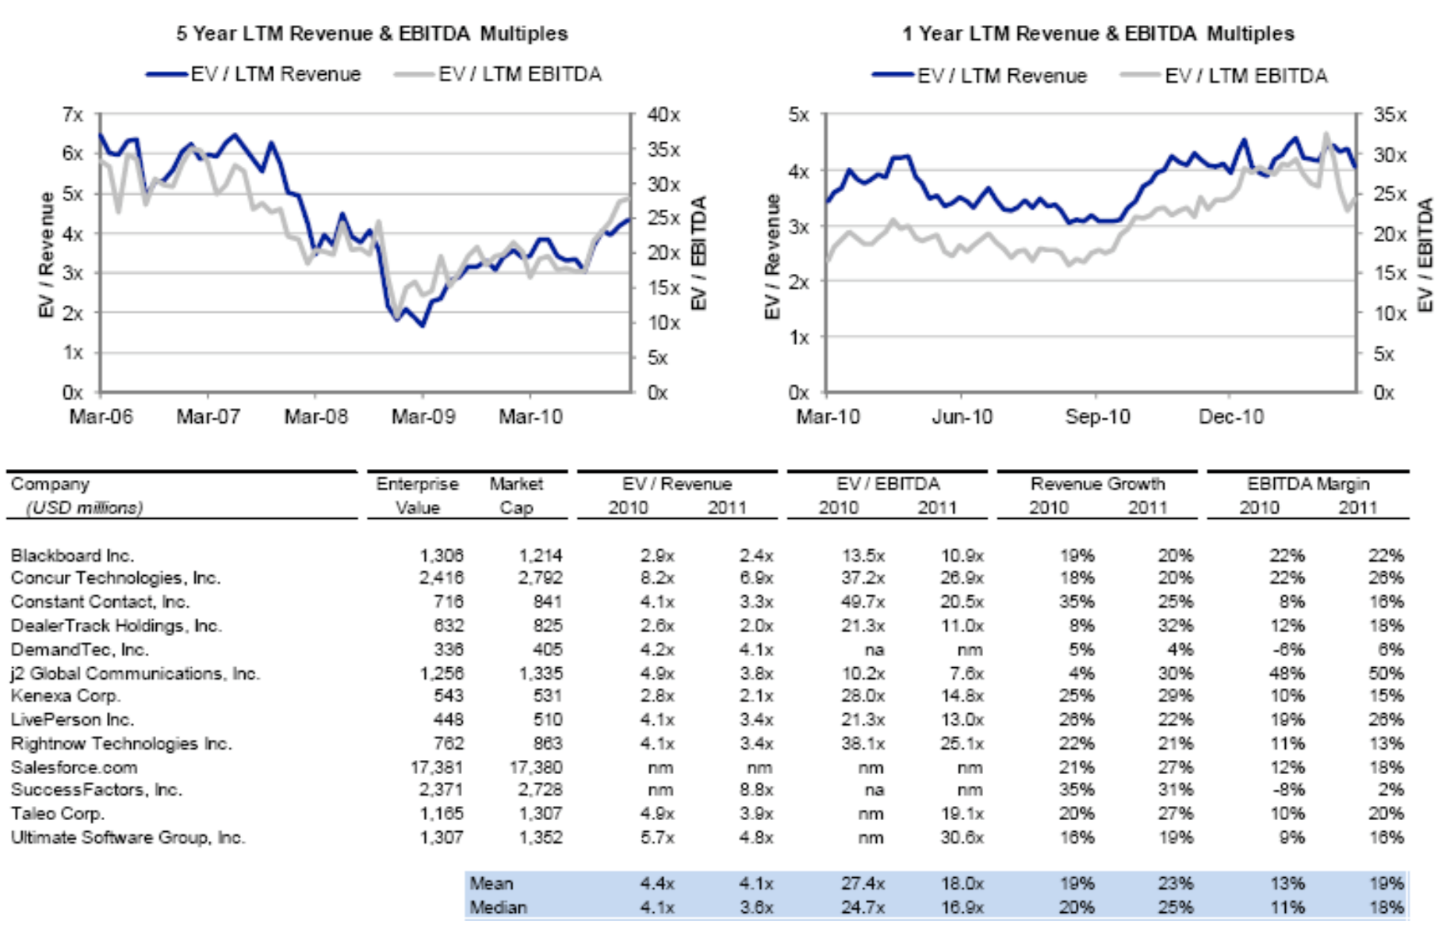 5 Year LTM Revenue & EBITDA Multiples
EV / LTM Revenue EV / LTM EBITDA
7x 40x
6x 35x
5x 30x
4x 25x
3x 20x
2x 15x
1x 10x
0x 5x
0x
EV / Revenue
EV / EBITDA
Mar-06 Mar-07 Mar-08 Mar-09 Mar-10
1 Year LTM Revenue & EBITDA Multiples
EV / LTM Revenue EV / LTM EBITDA
5x 35x
4x 30x
3x 25x
2x 20x
1x 15x
0x 10x
5x
0x
EV / Revenue
EV / EBITDA
Mar-10 Jun-10 Sep-10 Dec-10
Company Enterprise Market EV / Revenue EV / EBITDA Revenue Growth EBITDA Margin
(USD millions) Value Cap 2010 2011 2010 2011 2010 2011 2010 2011
Blackboard Inc. 1,306 1,214 2.9x 2.4x 13.5x 10.9x 19% 20% 22% 22%
Concur Technologies, Inc. 2,416 2,792 8.2x 6.9x 37.2x 26.9x 18% 20% 22% 26%
Constant Contact, Inc. 716 841 4.1x 3.3x 49.7x 20.5x 35% 25% 8% 16%
DealerTrack Holdings, Inc. 632 825 2.6x 2.0x 21.3x 11.0x 8% 32% 12% 18%
DemandTec, Inc. 336 405 4.2x 4.1x na nm 5% 4% -6% 6%
j2 Global Communications, Inc. 1,256 1,335 4.9x 3.8x 10.2x 7.6x 4% 30% 48% 50%
Kenexa Corp. 543 531 2.8x 2.1x 28.0x 14.8x 25% 29% 10% 15%
LivePerson Inc. 448 510 4.1x 3.4x 21.3x 13.0x 26% 22% 19% 26%
Rightnow Technologies Inc. 762 863 4.1x 3.4x 38.1x 25.1x 22% 21% 11% 13%
Salesforce.com 17,381 17,380 nm nm nm nm 21% 27% 12% 18%
SuccessFactors, Inc. 2,371 2,728 nm 8.8x na nm 35% 31% -8% 2%
Taleo Corp. 1,165 1,307 4.9x 3.9x nm 19.1x 20% 27% 10% 20%
Ultimate Software Group, Inc. 1,307 1,352 5.7x 4.8x nm 30.6x 16% 19% 9% 16%
Mean 4.4x 4.1x 27.4x 18.0x 19% 23% 13% 19%
Median 4.1x 3.6x 24.7x 16.9x 20% 25% 11% 18%